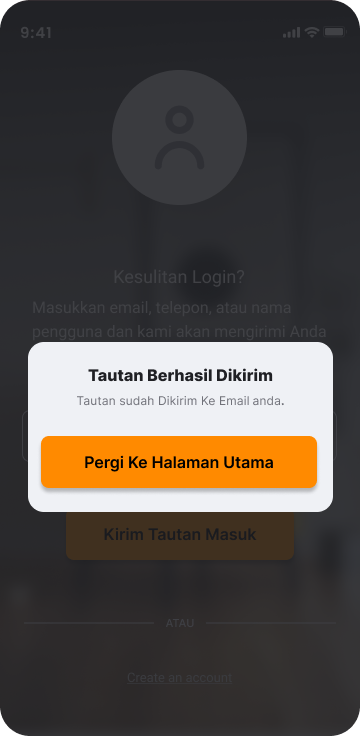 9:41
Kesulitan Login?
Masukkan email, telepon, atau nama
pengguna dan kami akan mengirimi Anda
Tautan Berhasil Dikirim
Tautan sudah Dikirim Ke Email anda.
Pergi Ke Halaman Utama
Kirim Tautan Masuk
ATAU
Create an account